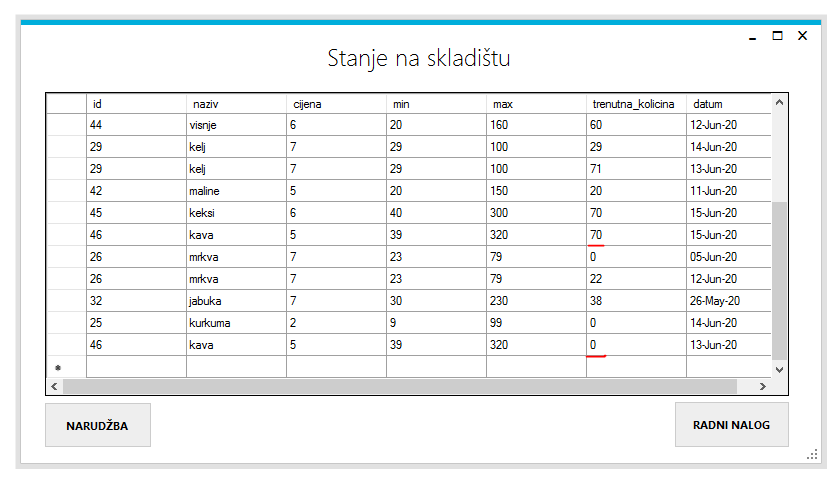 Stanje na skladištu
id naziv cijena min max trenutna_kolicina datum
44 visnje 6 20 160 60 12-Jun-20
29 kelj 7 29 100 29 14-Jun-20
29 kelj 7 29 100 71 13-Jun-20
42 maline 5 20 150 20 11-Jun-20
45 keksi 6 40 300 70 15-Jun-20
46 kava 5 39 320 70 15-Jun-20
26 mrkva 7 23 79 0 05-Jun-20
26 mrkva 7 23 79 22 12-Jun-20
32 jabuka 7 30 230 38 26-May-20
25 kurkuma 2 9 99 0 14-Jun-20
46 kava 5 39 320 0 13-Jun-20
NARUDŽBA RADNI NALOG